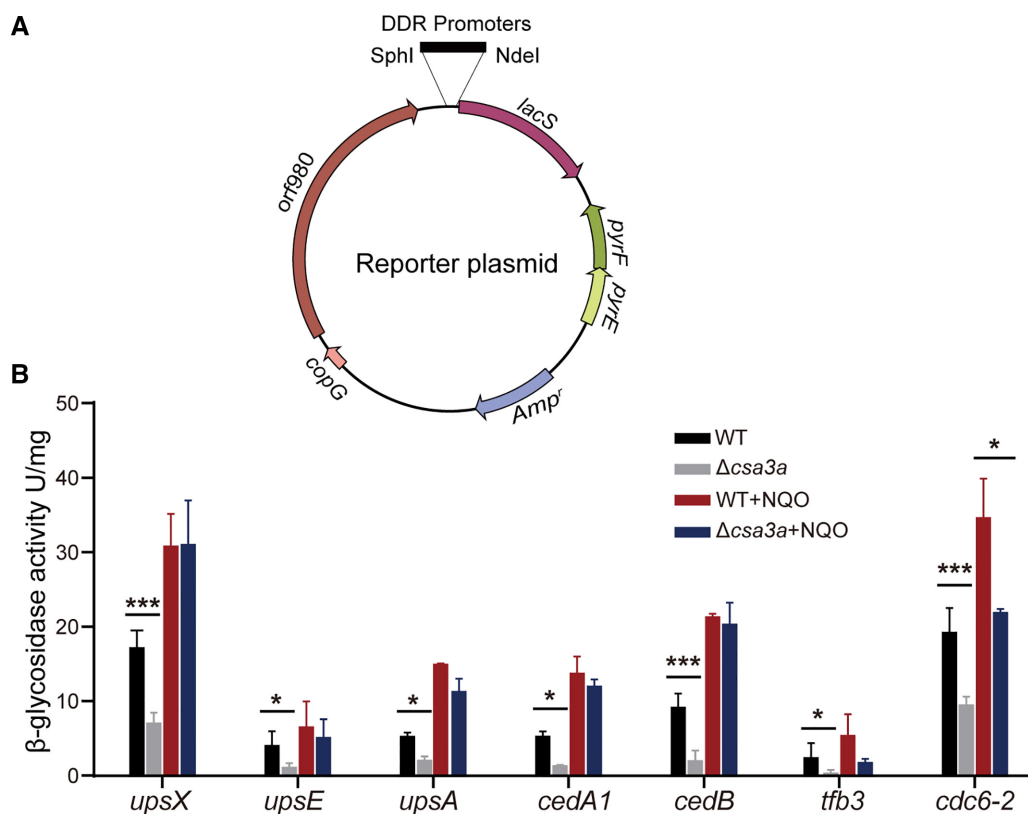 A
DDR Promoters
SphI NdeI
lacS
orf980
pyrF
Reporter plasmid
pyrE
copG
Ampr
B
β-glycosidase activity U/mg
50
40
30
20
10
0
WT
Δcsa3a
WT+NQO
Δcsa3a+NQO
***
*
*
*
***
*
***
*
upsX upsE upsA cedA1 cedB tfb3 cdc6-2